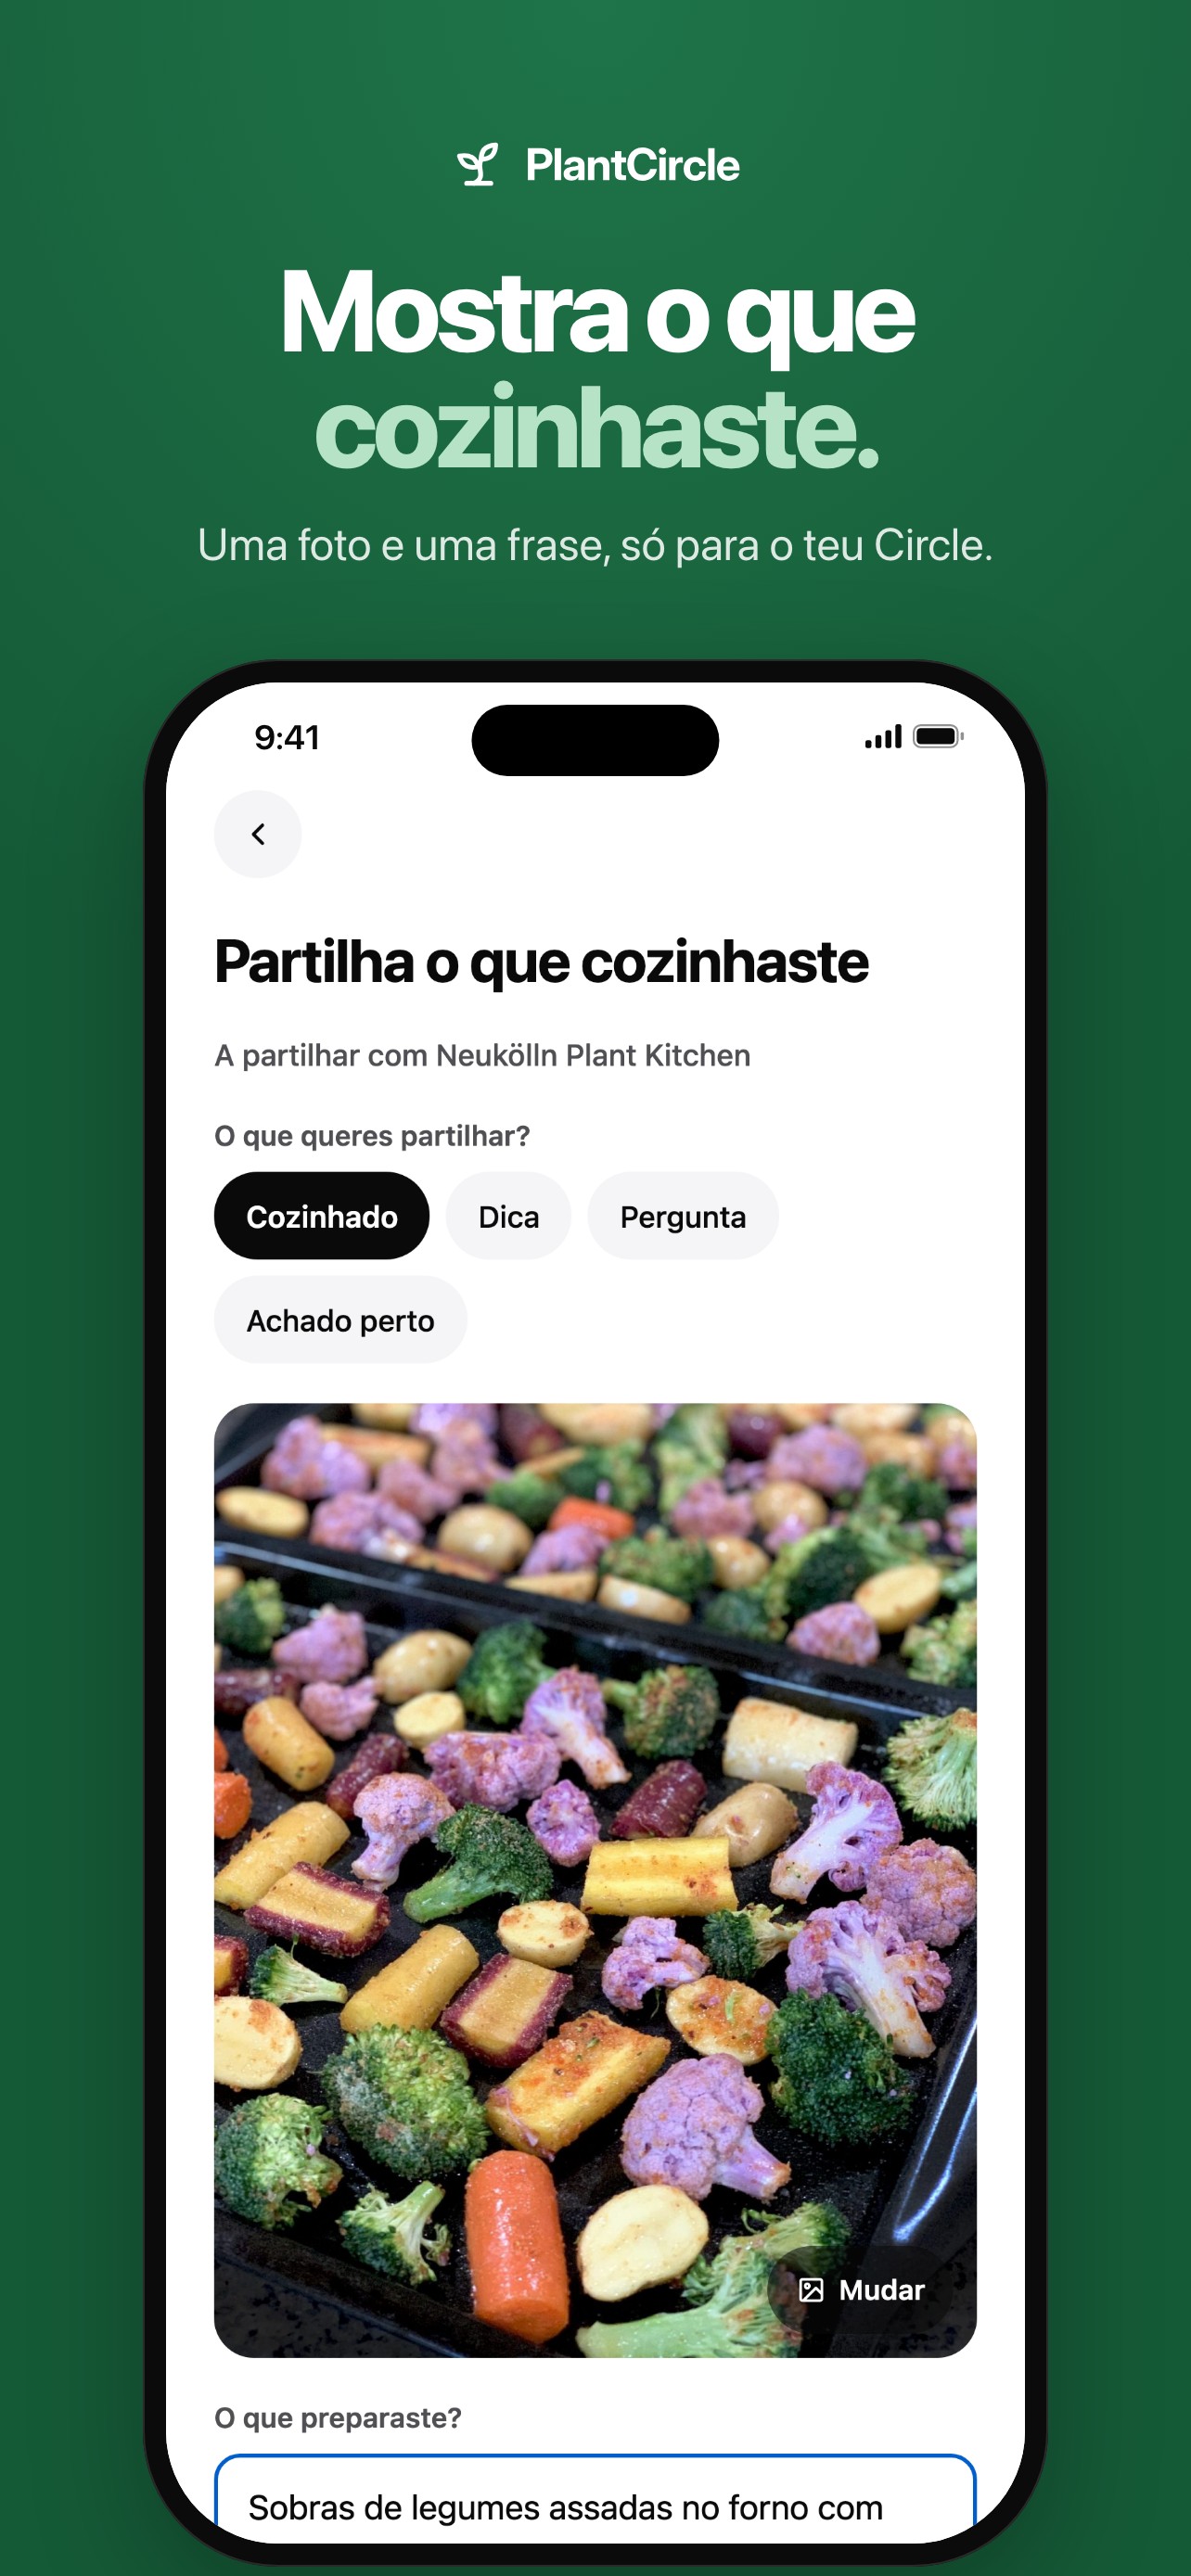 PlantCircle
Mostra o que
cozinhaste.
Uma foto e uma frase, só para o teu Circle.
9:41
Partilha o que cozinhaste
A partilhar com Neukölln Plant Kitchen
O que queres partilhar?
Cozinhado Dica Pergunta
Achado perto
Mudar
O que preparaste?
Sobras de legumes assadas no forno com